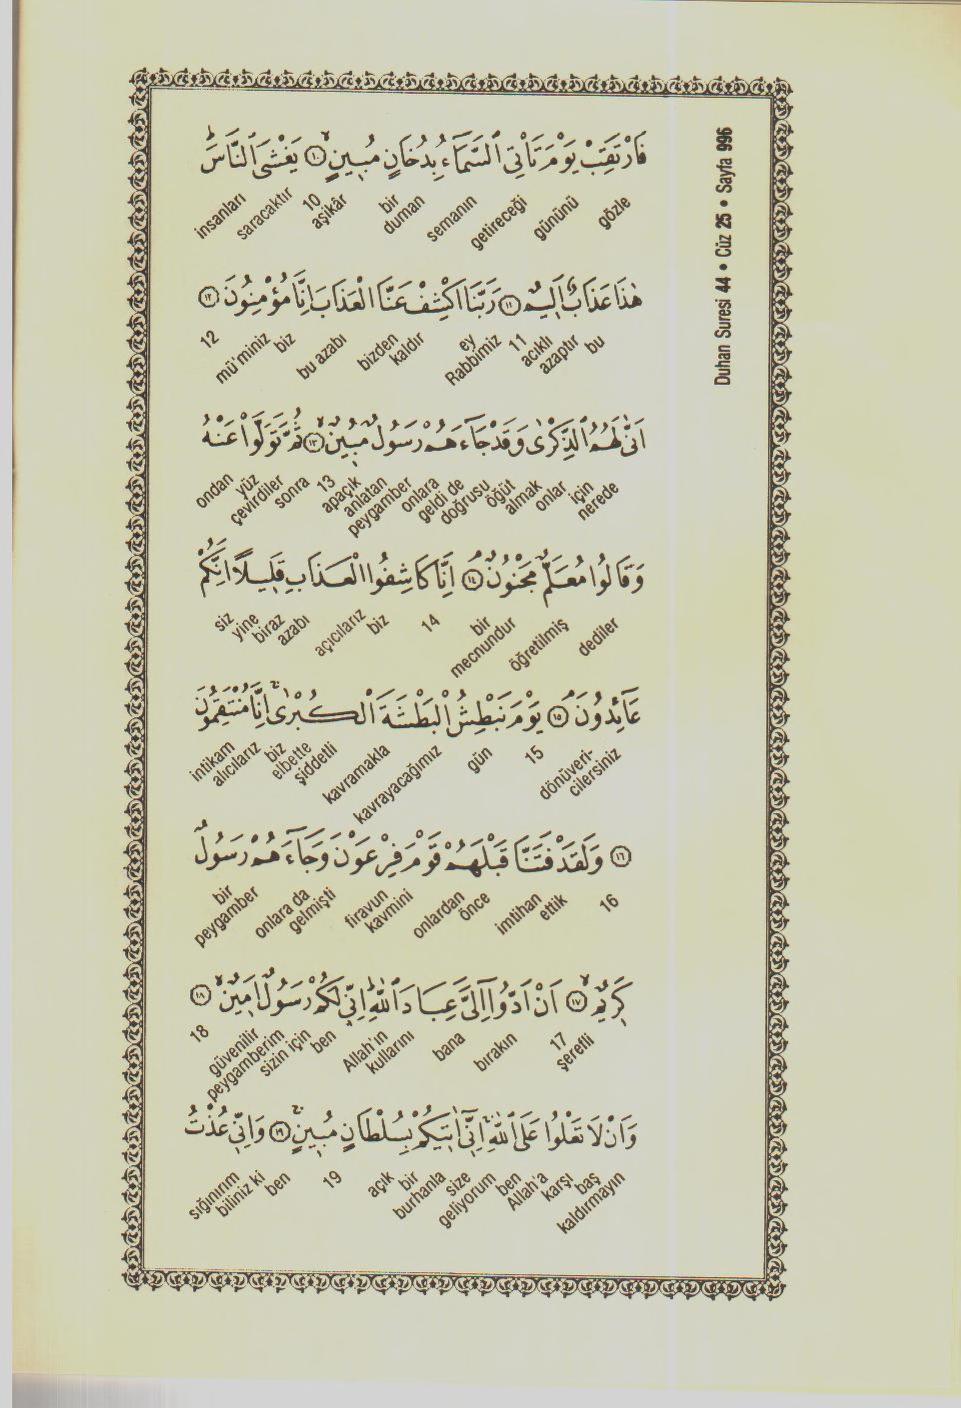 Duhan Suresi 44 • Cüz 25 • Sayfa 996
فَارْتَقِبْ يَوْمَ تَأْتِي السَّمَٓاءُ بِدُخَانٍ مُب۪ينٍۙ ﴿١٠﴾ يَغْشَى النَّاسَۜ
gözle gününü getireceği semanın bir duman aşikâr 10 saracaktır insanları
هٰذَا عَذَابٌ اَل۪يمٌ ﴿١١﴾ رَبَّنَا اكْشِفْ عَنَّا الْعَذَابَ اِنَّا مُؤْمِنُونَ ﴿١٢﴾
bu azaptır acıklı 11 ey Rabbimiz kaldır bizden bu azabı biz mü'miniz 12
اَنّٰى لَهُمُ الذِّكْرٰى وَقَدْ جَٓاءَهُمْ رَسُولٌ مُب۪ينٌۙ ﴿١٣﴾ ثُمَّ تَوَلَّوْا عَنْهُ
nerede için onlar almak öğüt doğrusu geldi de onlara peygamber anlatan apaçık 13 sonra çevirdiler yüz ondan
وَقَالُوا مُعَلَّمٌ مَجْنُونٌۢ ﴿١٤﴾ اِنَّا كَاشِفُوا الْعَذَابِ قَل۪يلًا اِنَّكُمْ
dediler öğretilmiş bir mecnundur 14 biz açıcılarız azabı biraz yine siz
عَٓائِدُونَۢ ﴿١٥﴾ يَوْمَ نَبْطِشُ الْبَطْشَةَ الْكُبْرٰىۚ اِنَّا مُنْتَقِمُونَ
dönüveri-cilersiniz 15 gün kavrayacağımız kavramakla şiddetli elbette biz alıcılarız intikam
﴿١٦﴾ وَلَقَدْ فَتَنَّا قَبْلَهُمْ قَوْمَ فِرْعَوْنَ وَجَٓاءَهُمْ رَسُولٌ
16 imtihan ettik önce onlardan kavmini firavun onlara da gelmişti bir peygamber
كَر۪يمٌۙ ﴿١٧﴾ اَنْ اَدُّٓوا اِلَيَّ عِبَادَ اللّٰهِۜ اِنّ۪ي لَكُمْ رَسُولٌ اَم۪ينٌۙ ﴿١٨﴾
şerefli 17 bırakın bana kullarını Allah'ın ben sizin için peygamberim güvenilir 18
وَاَنْ لَا تَعْلُوا عَلَى اللّٰهِۚ اِنّ۪ٓي اٰت۪يكُمْ بِسُلْطَانٍ مُب۪ينٍۚ ﴿١٩﴾ وَاِنّ۪ي عُذْتُ
baş kaldırmayın karşı Allah'a ben geliyorum size bir burhanla açık 19 ben biliniz ki sığınırım